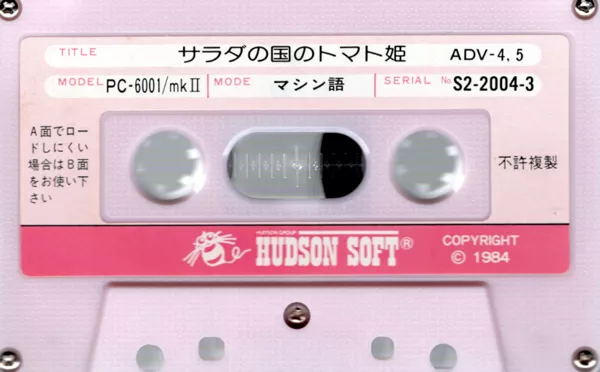 TITLE サラダの国のトマト姫 ADV-4, 5
MODEL PC-6001/mkⅡ MODE マシン語 SERIAL No. S2-2004-3
A面でロー
ドしにくい
場合はB面
をお使い下
さい
不許複製
HUDSON GROUP
HUDSON SOFT®
COPYRIGHT
© 1984